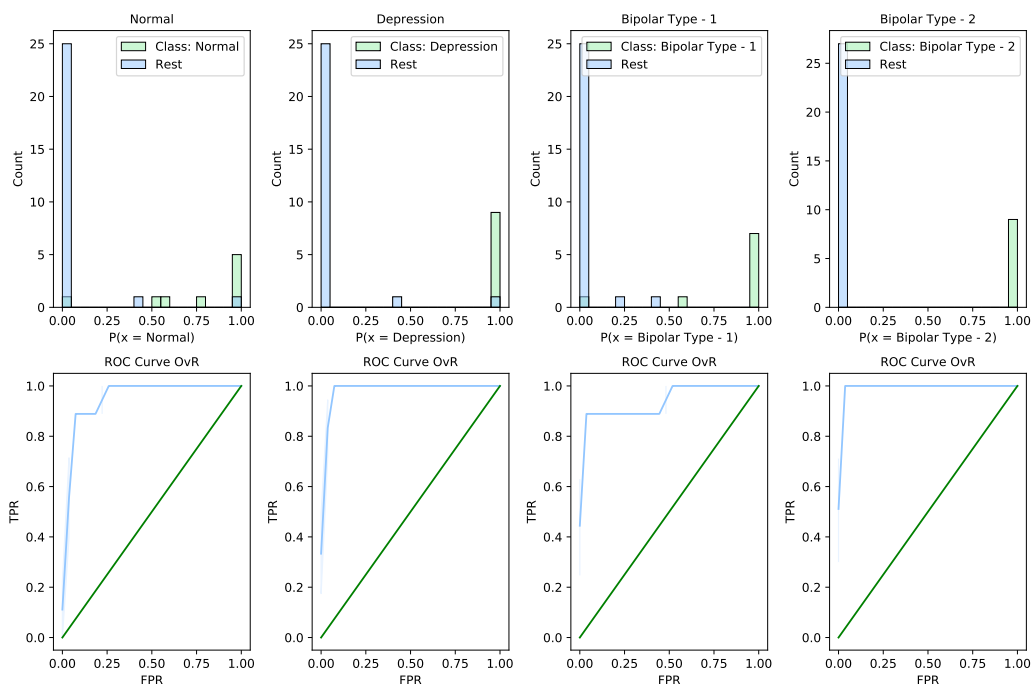 Normal
Class: Normal
Rest
Count
25
20
15
10
5
0
0.00 0.25 0.50 0.75 1.00
P(x = Normal)
Depression
Class: Depression
Rest
Count
25
20
15
10
5
0
0.00 0.25 0.50 0.75 1.00
P(x = Depression)
Bipolar Type - 1
Class: Bipolar Type - 1
Rest
Count
25
20
15
10
5
0
0.00 0.25 0.50 0.75 1.00
P(x = Bipolar Type - 1)
Bipolar Type - 2
Class: Bipolar Type - 2
Rest
Count
25
20
15
10
5
0
0.00 0.25 0.50 0.75 1.00
P(x = Bipolar Type - 2)
ROC Curve OvR
TPR
1.0
0.8
0.6
0.4
0.2
0.0
0.00 0.25 0.50 0.75 1.00
FPR
ROC Curve OvR
TPR
1.0
0.8
0.6
0.4
0.2
0.0
0.00 0.25 0.50 0.75 1.00
FPR
ROC Curve OvR
TPR
1.0
0.8
0.6
0.4
0.2
0.0
0.00 0.25 0.50 0.75 1.00
FPR
ROC Curve OvR
TPR
1.0
0.8
0.6
0.4
0.2
0.0
0.00 0.25 0.50 0.75 1.00
FPR